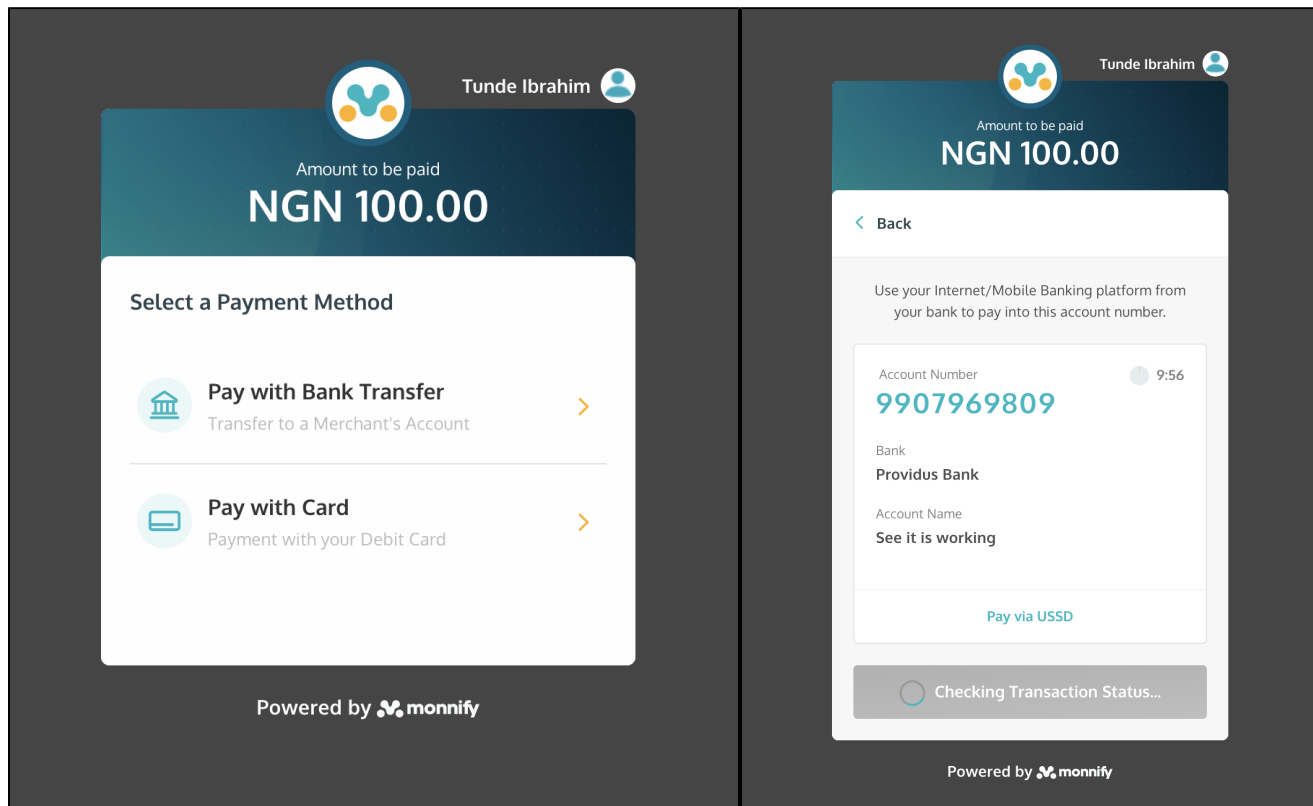 Tunde Ibrahim
Amount to be paid
NGN 100.00
Select a Payment Method
Pay with Bank Transfer
Transfer to a Merchant's Account
Pay with Card
Payment with your Debit Card
Powered by monnify
Tunde Ibrahim
Amount to be paid
NGN 100.00
Back
Use your Internet/Mobile Banking platform from
your bank to pay into this account number.
Account Number
9:56
9907969809
Bank
Providus Bank
Account Name
See it is working
Pay via USSD
Checking Transaction Status...
Powered by monnify